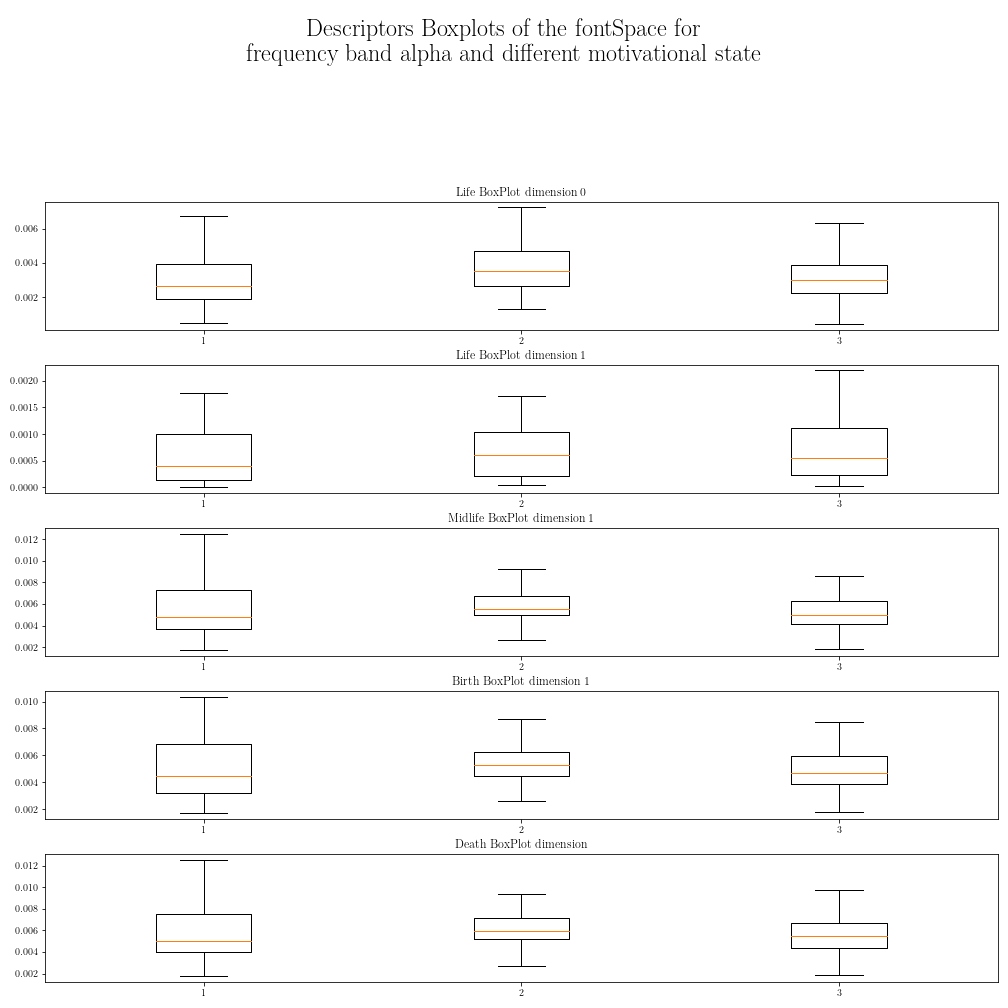 Descriptors Boxplots of the fontSpace for
frequency band alpha and different motivational state
Life BoxPlot dimension 0
0.006
0.004
0.002
1 2 3
Life BoxPlot dimension 1
0.0020
0.0015
0.0010
0.0005
0.0000
1 2 3
Midlife BoxPlot dimension 1
0.012
0.010
0.008
0.006
0.004
0.002
1 2 3
Birth BoxPlot dimension 1
0.010
0.008
0.006
0.004
0.002
1 2 3
Death BoxPlot dimension
0.012
0.010
0.008
0.006
0.004
0.002
1 2 3